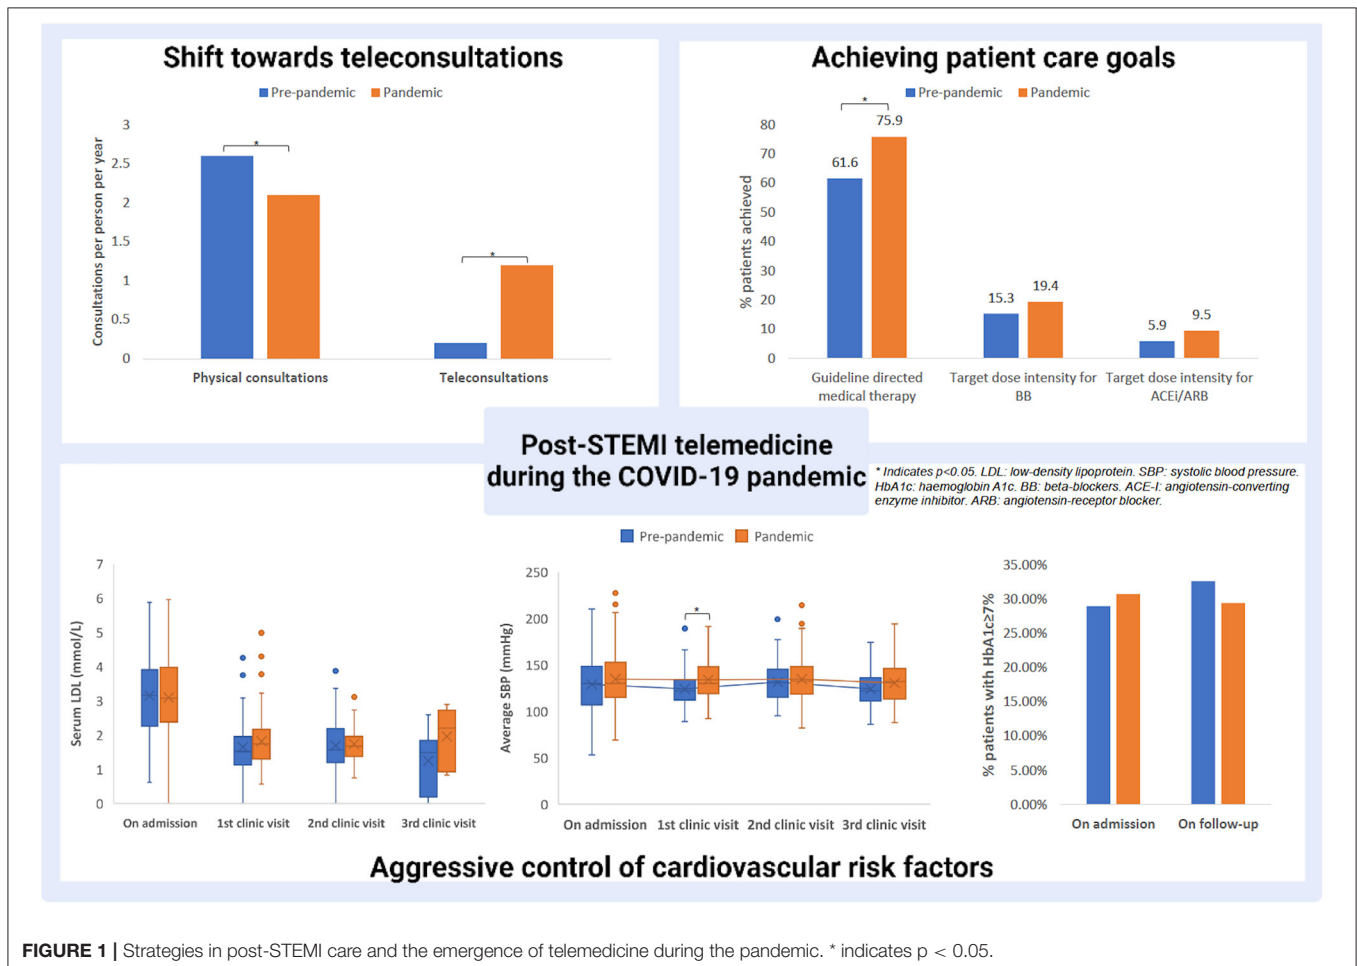 Shift towards teleconsultations
Pre-pandemic Pandemic
Consultations per person per year
3
2.5
2
1.5
1
0.5
0
*
*
Physical consultations Teleconsultations
Achieving patient care goals
Pre-pandemic Pandemic
% patients achieved
80
70
60
50
40
30
20
10
0
*
61.6
75.9
15.3
19.4
5.9
9.5
Guideline directed
medical therapy
Target dose intensity for
BB
Target dose intensity for
ACEi/ARB
Post-STEMI telemedicine
during the COVID-19 pandemic
* Indicates p<0.05. LDL: low-density lipoprotein. SBP: systolic blood pressure.
HbA1c: haemoglobin A1c. BB: beta-blockers. ACE-I: angiotensin-converting
enzyme inhibitor. ARB: angiotensin-receptor blocker.
Pre-pandemic Pandemic
Serum LDL (mmol/L)
7
6
5
4
3
2
1
0
On admission 1st clinic visit 2nd clinic visit 3rd clinic visit
Average SBP (mmHg)
250
200
150
100
50
0
*
On admission 1st clinic visit 2nd clinic visit 3rd clinic visit
% patients with HbA1c≥7%
35.00%
30.00%
25.00%
20.00%
15.00%
10.00%
5.00%
0.00%
On admission On follow-up
Aggressive control of cardiovascular risk factors
FIGURE 1 | Strategies in post-STEMI care and the emergence of telemedicine during the pandemic. * indicates p < 0.05.